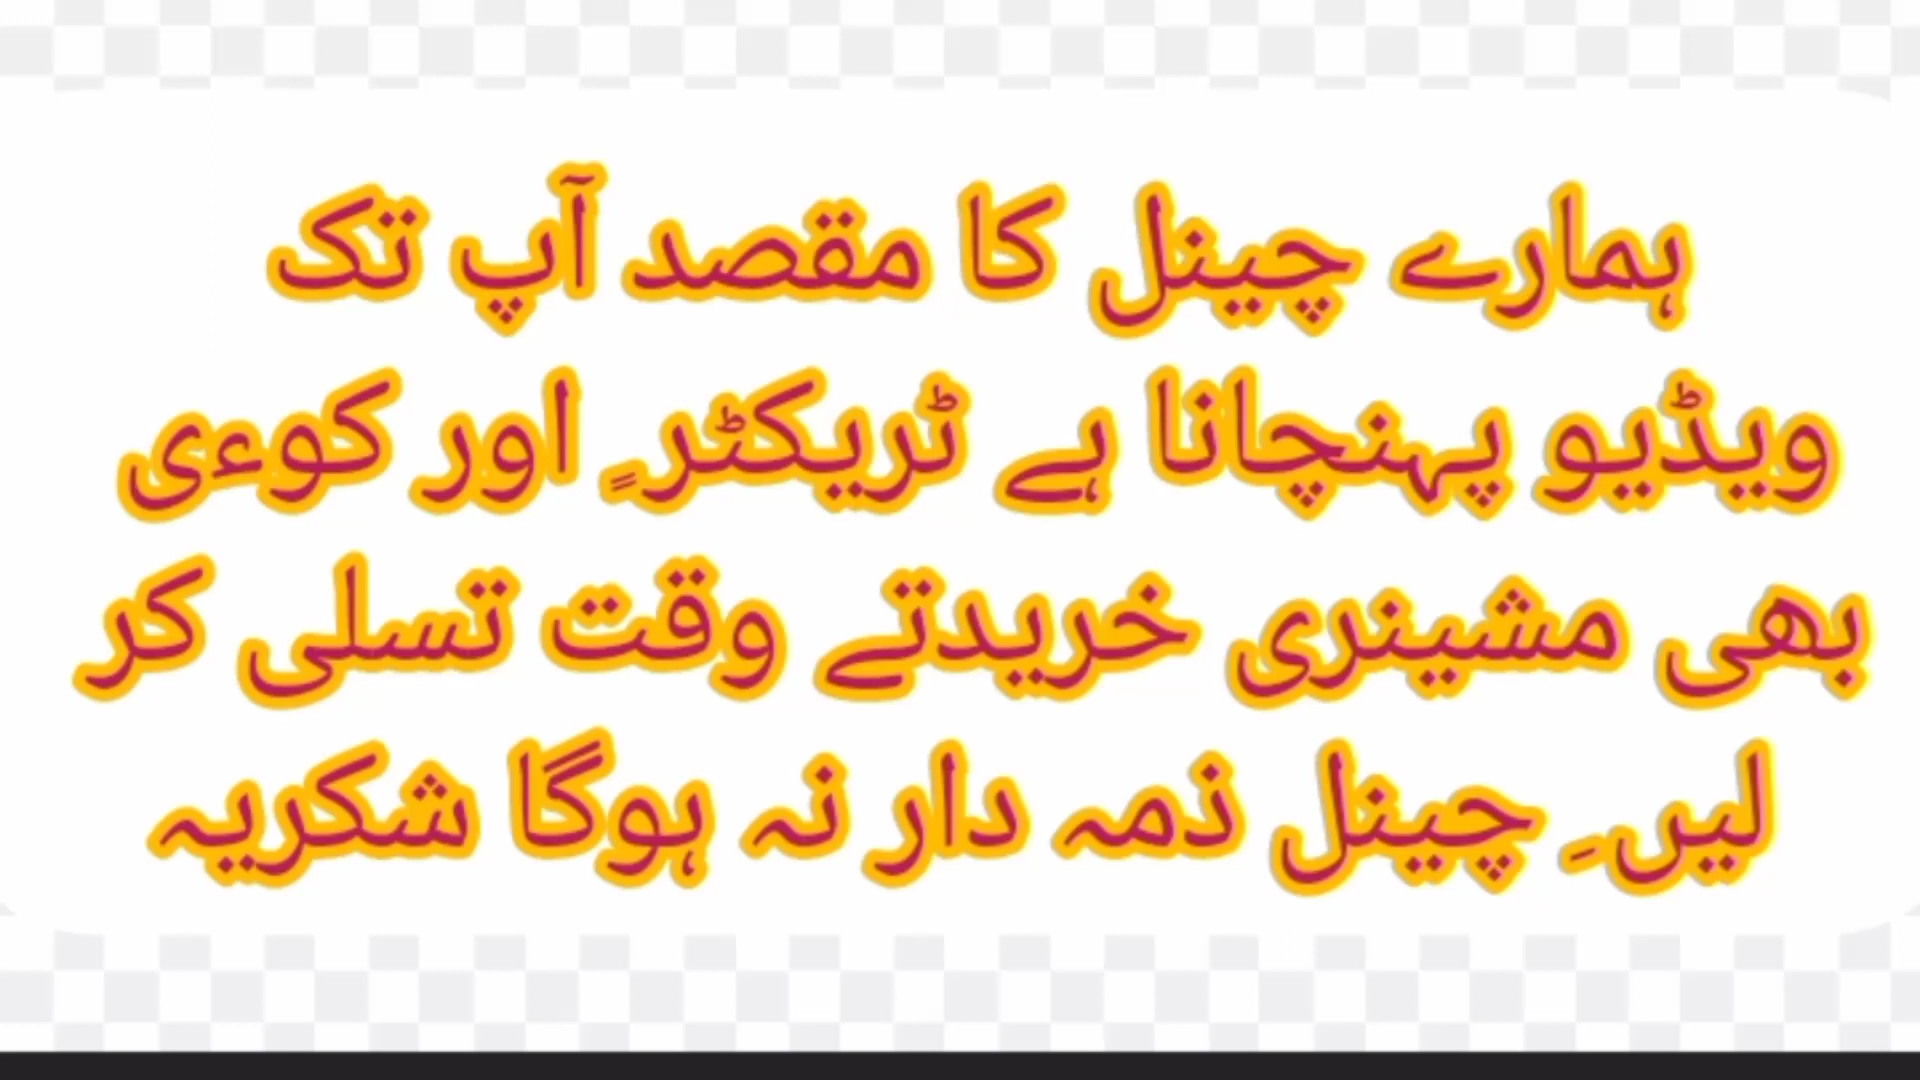 ہمارے چینل کا مقصد آپ تک
ویڈیو پہنچانا ہے ٹریکٹر ٍ اور کوءی
بھی مشینری خریدتے وقت تسلی کر
لیں ِ چینل ذمہ دار نہ ہوگا شکریہ